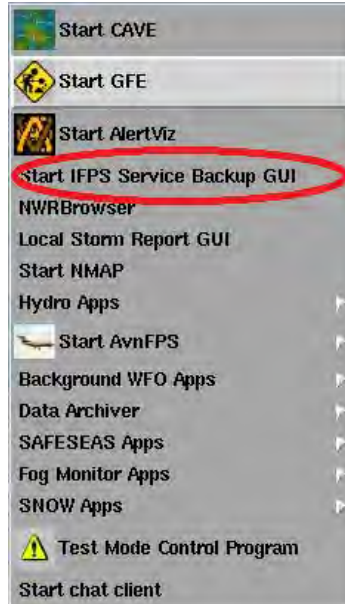 Start CAVE
Start GFE
Start AlertViz
Start IFPS Service Backup GUI
NWRBrowser
Local Storm Report GUI
Start NMAP
Hydro Apps
Start AvnFPS
Background WFO Apps
Data Archiver
SAFESEAS Apps
Fog Monitor Apps
SNOW Apps
Test Mode Control Program
Start chat client